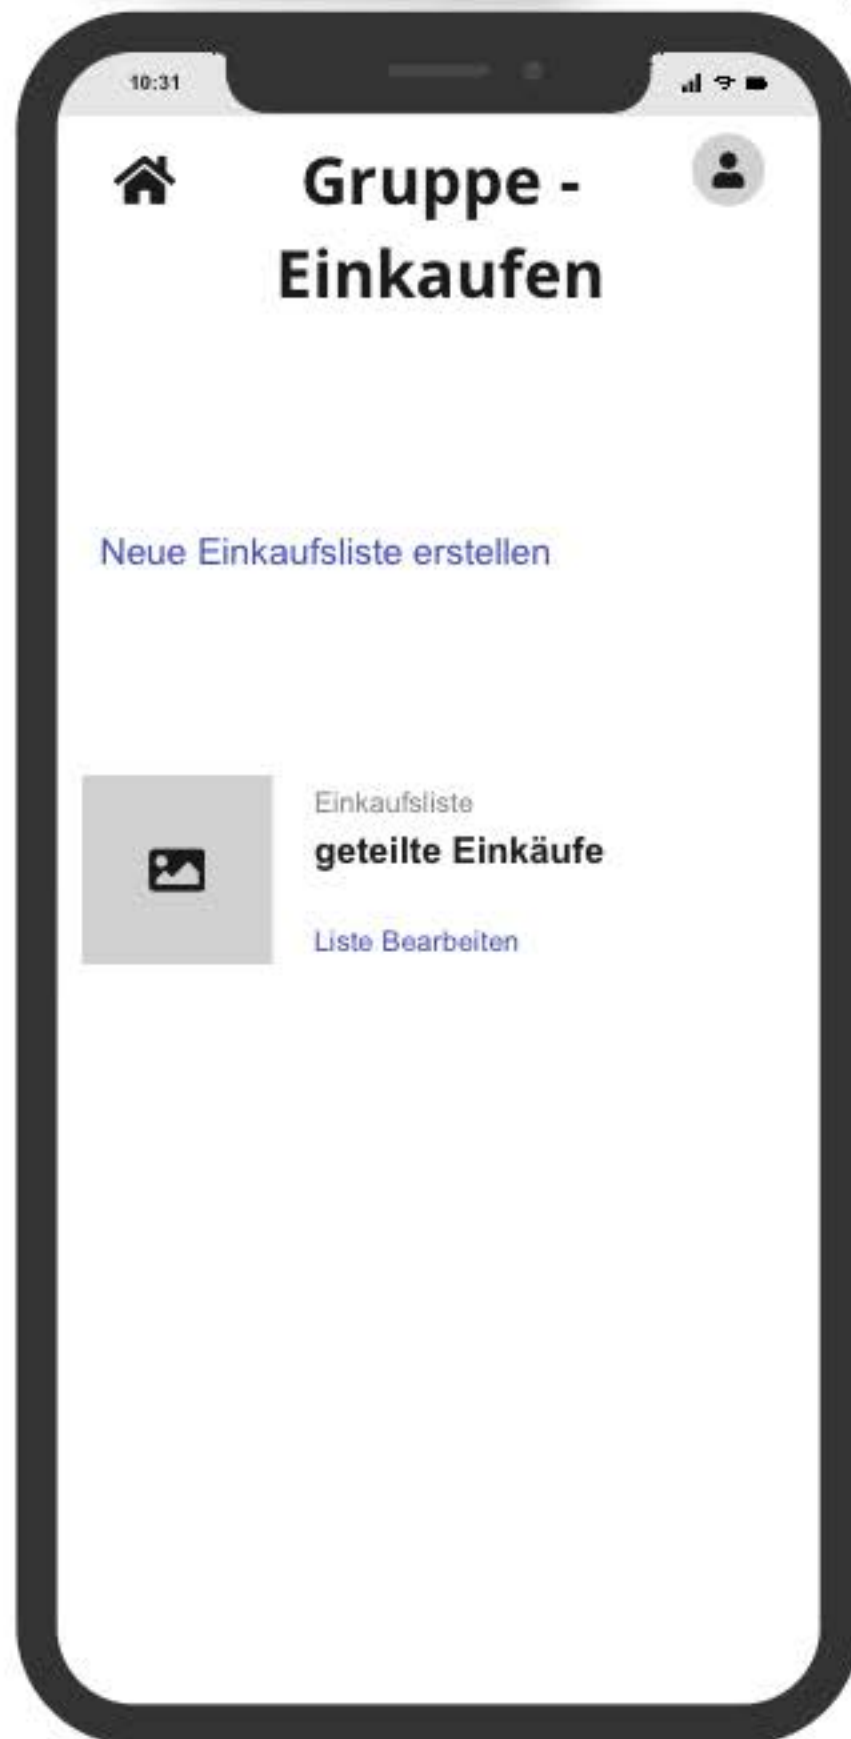 10:31
Gruppe -
Einkaufen
Neue Einkaufsliste erstellen
Einkaufsliste
geteilte Einkäufe
Liste Bearbeiten